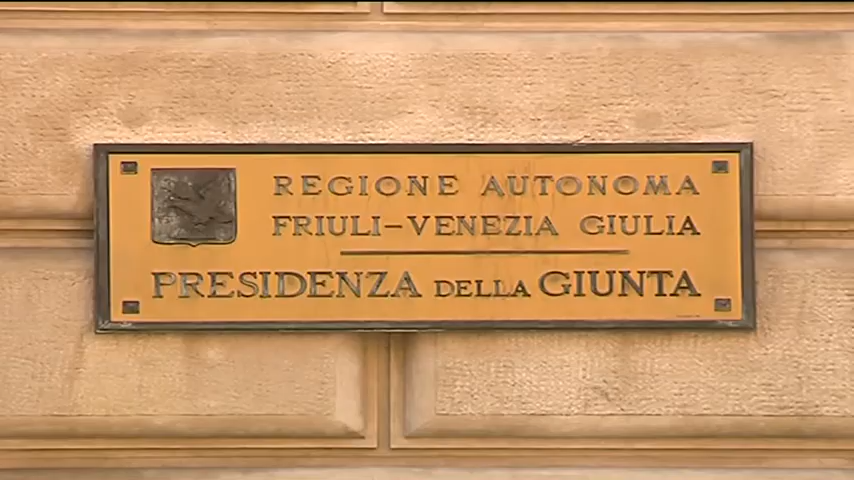 REGIONE AUTONOMA
FRIULI-VENEZIA GIULIA
PRESIDENZA DELLA GIUNTA